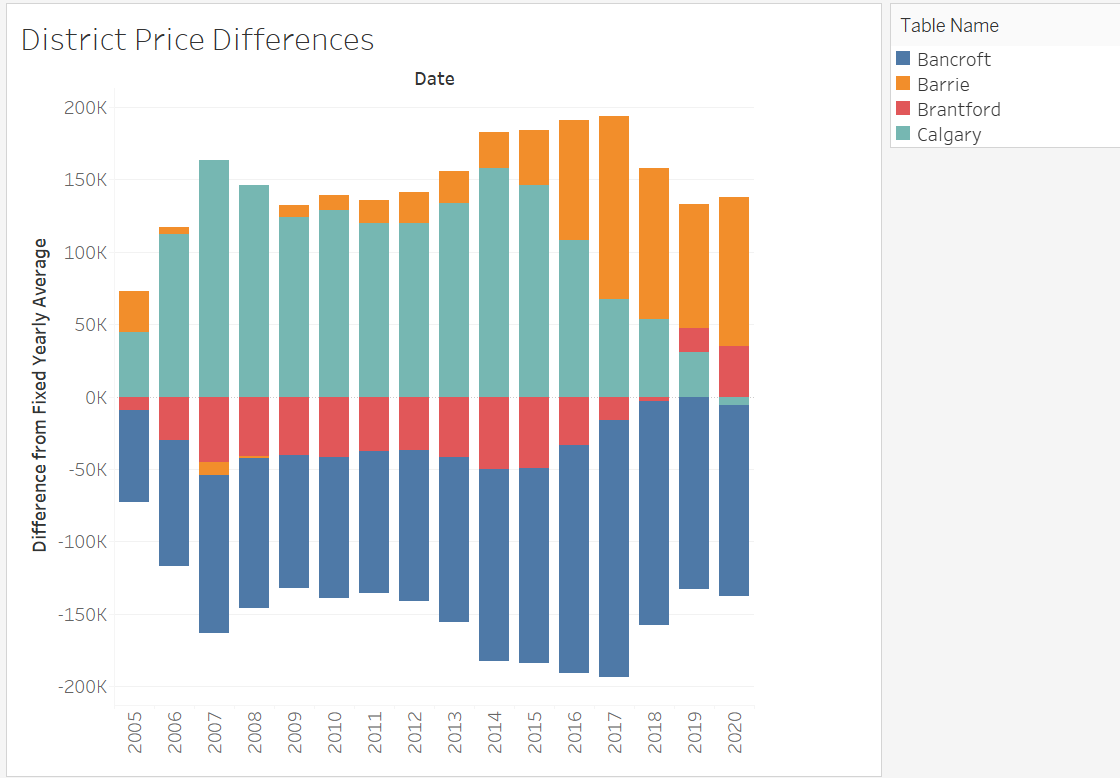 District Price Differences
Date
Difference from Fixed Yearly Average
200K
150K
100K
50K
0K
-50K
-100K
-150K
-200K
2005
2006
2007
2008
2009
2010
2011
2012
2013
2014
2015
2016
2017
2018
2019
2020
Table Name
Bancroft
Barrie
Brantford
Calgary